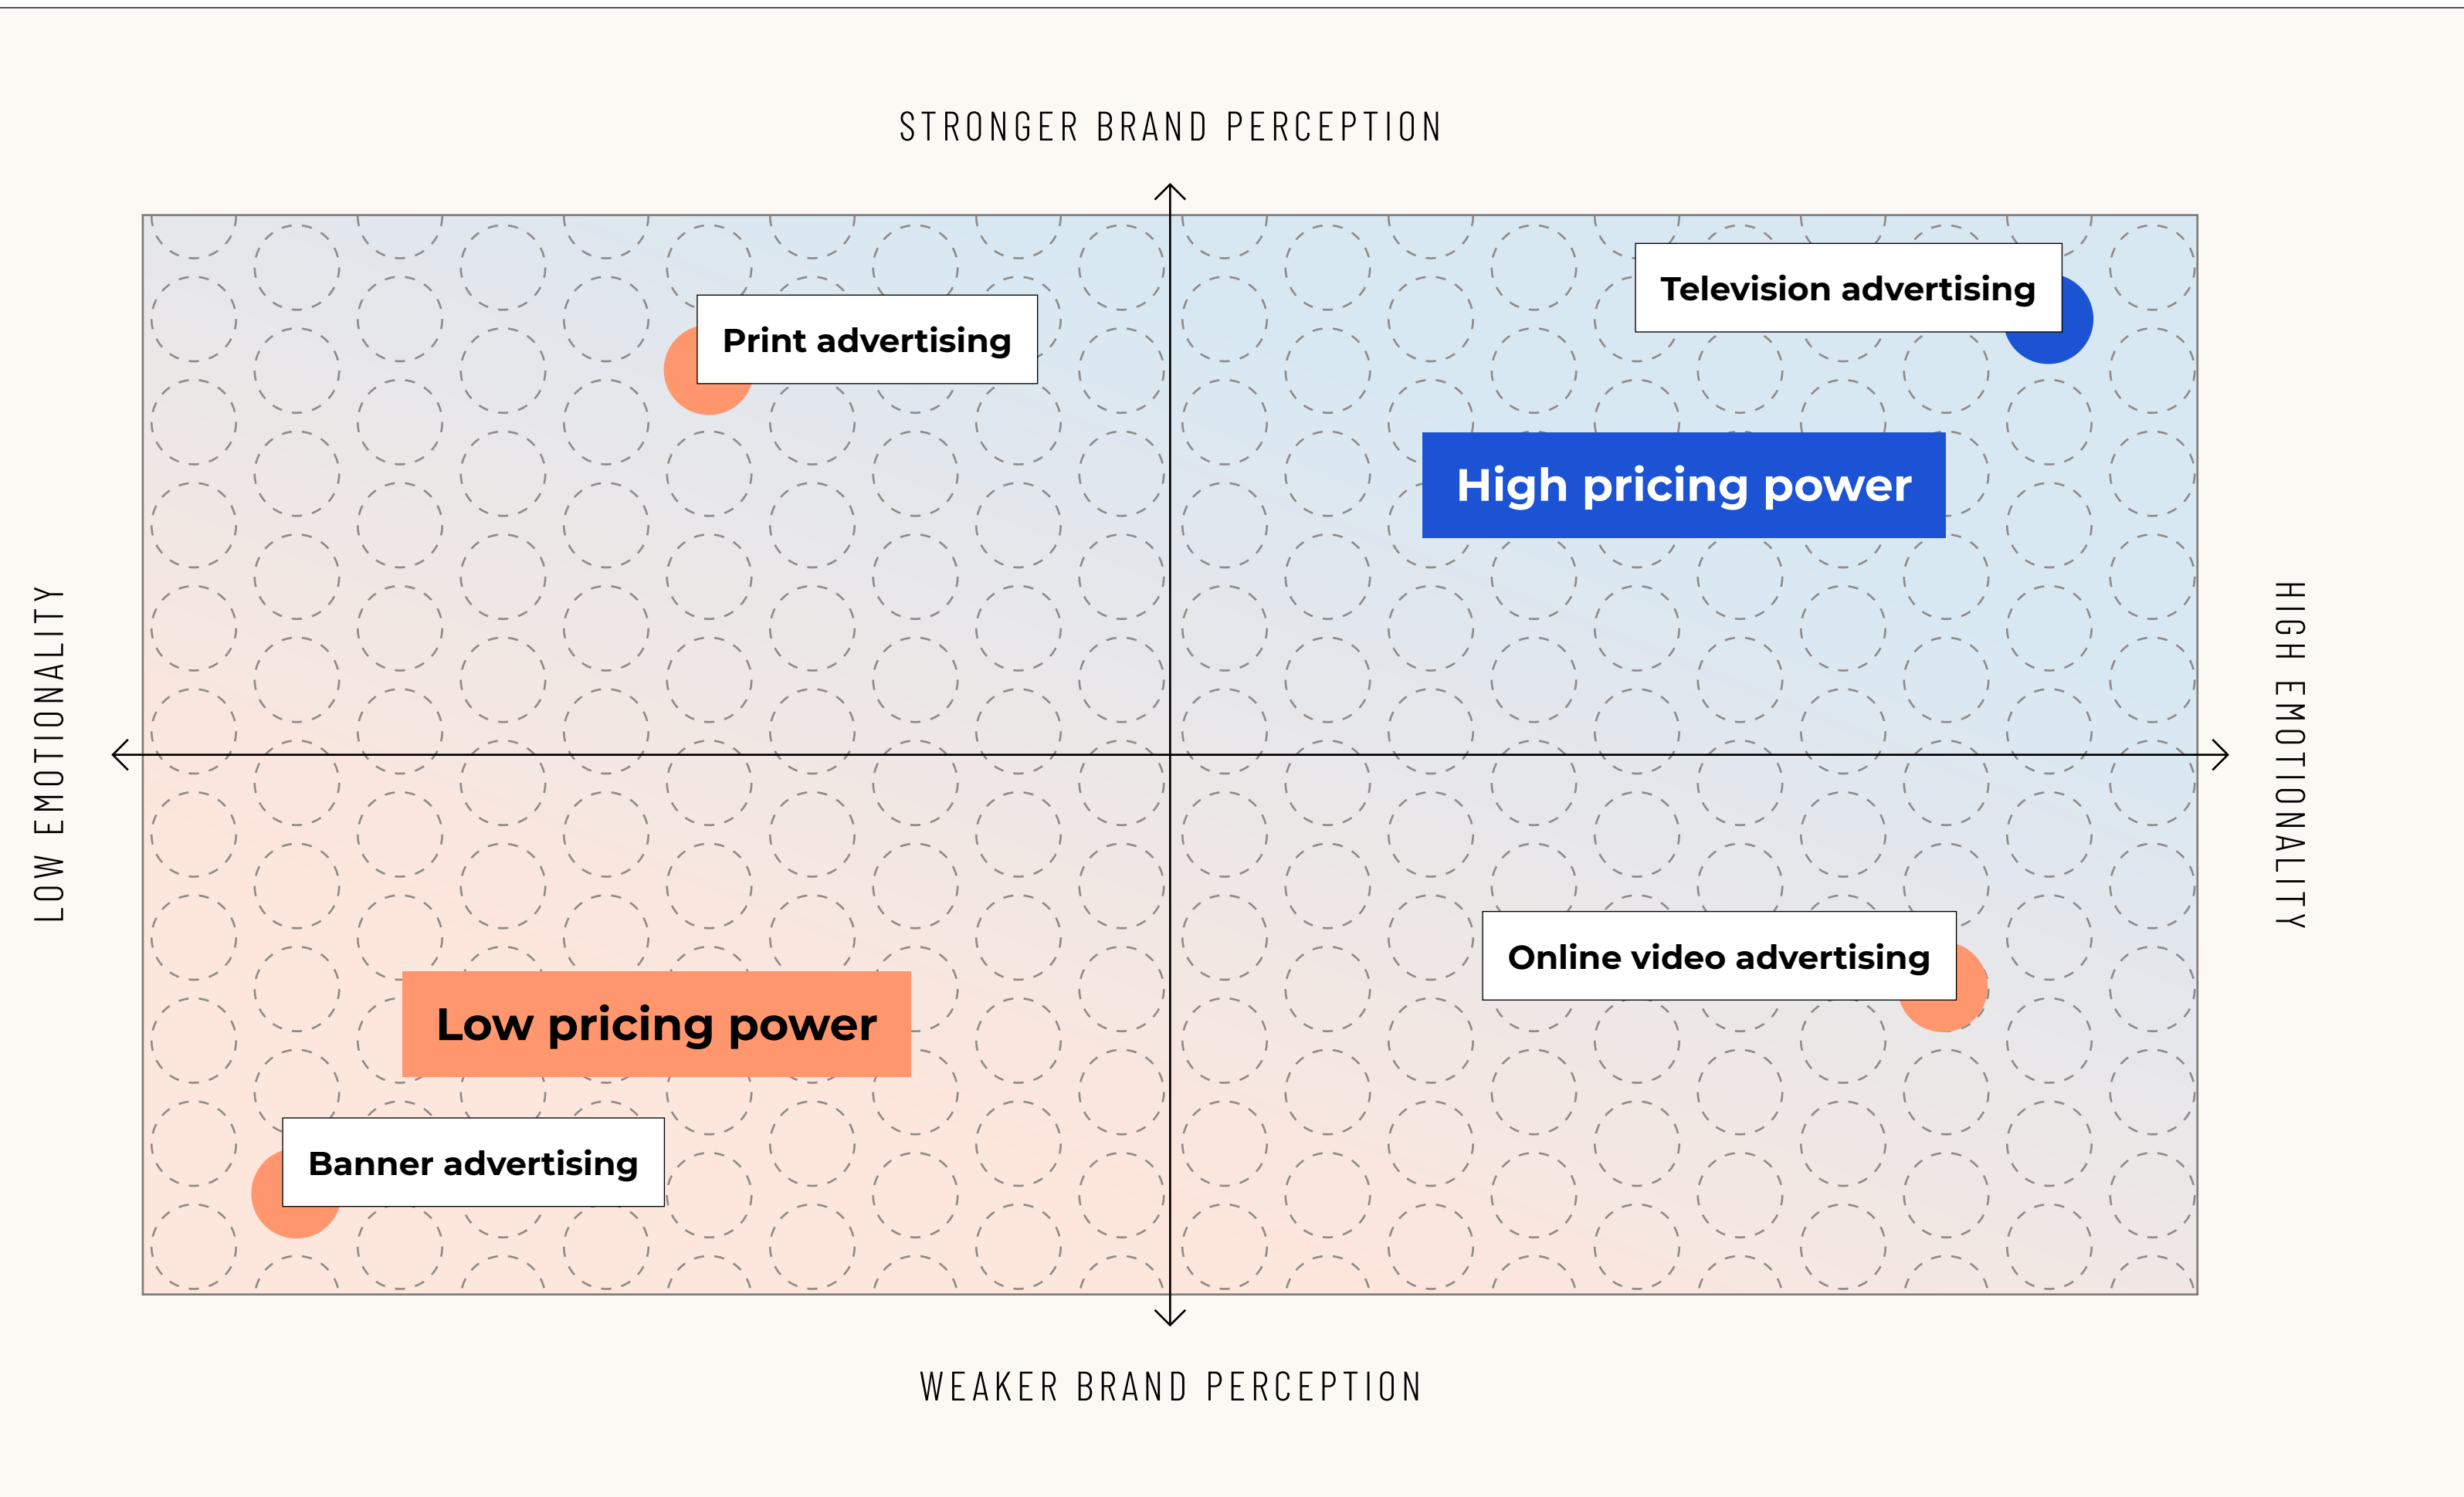 STRONGER BRAND PERCEPTION
Television advertising
Print advertising
High pricing power
LOW EMOTIONALITY
HIGH EMOTIONALITY
Online video advertising
Low pricing power
Banner advertising
WEAKER BRAND PERCEPTION